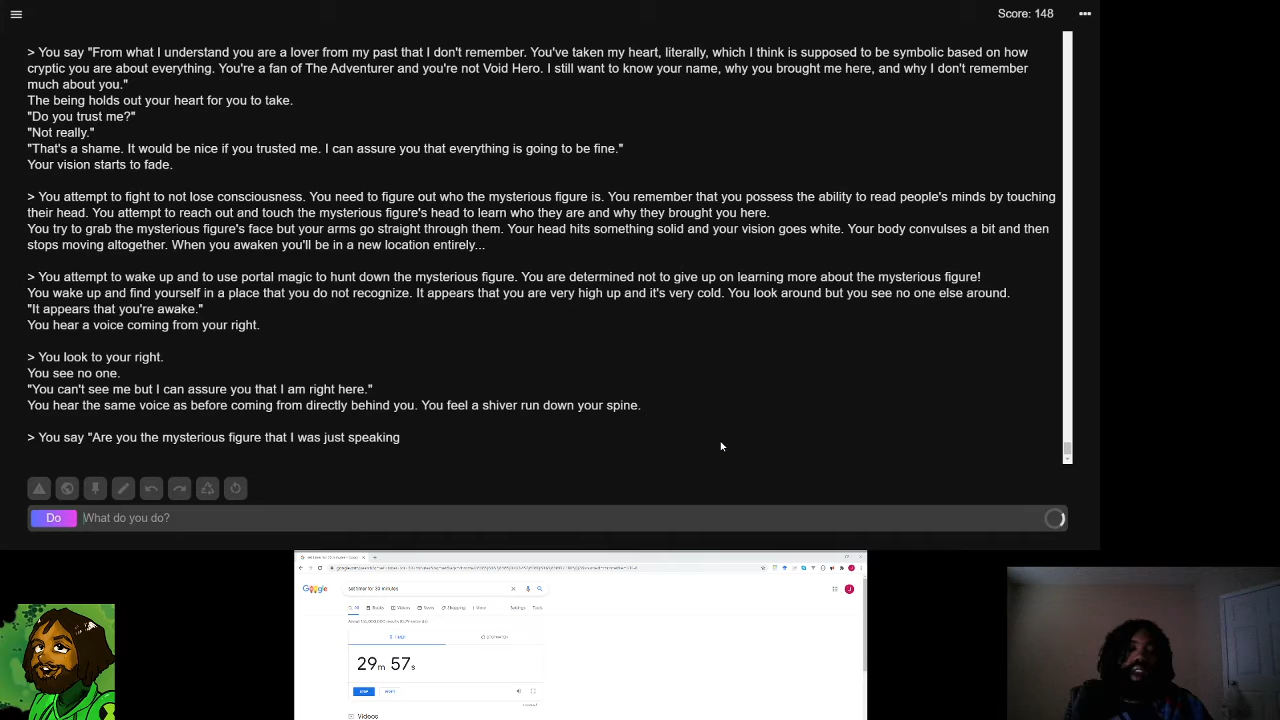 Score: 148
> You say "From what I understand you are a lover from my past that I don't remember. You've taken my heart, literally, which I think is supposed to be symbolic based on how
cryptic you are about everything. You're a fan of The Adventurer and you're not Void Hero. I still want to know your name, why you brought me here, and why I don't remember
much about you."
The being holds out your heart for you to take.
"Do you trust me?"
"Not really."
"That's a shame. It would be nice if you trusted me. I can assure you that everything is going to be fine."
Your vision starts to fade.
> You attempt to fight to not lose consciousness. You need to figure out who the mysterious figure is. You remember that you possess the ability to read people's minds by touching
their head. You attempt to reach out and touch the mysterious figure's head to learn who they are and why they brought you here.
You try to grab the mysterious figure's face but your arms go straight through them. Your head hits something solid and your vision goes white. Your body convulses a bit and then
stops moving altogether. When you awaken you'll be in a new location entirely...
> You attempt to wake up and to use portal magic to hunt down the mysterious figure. You are determined not to give up on learning more about the mysterious figure!
You wake up and find yourself in a place that you do not recognize. It appears that you are very high up and it's very cold. You look around but you see no one else around.
"It appears that you're awake."
You hear a voice coming from your right.
> You look to your right.
You see no one.
"You can't see me but I can assure you that I am right here."
You hear the same voice as before coming from directly behind you. You feel a shiver run down your spine.
> You say "Are you the mysterious figure that I was just speaking
Do What do you do?
Google
All Books Videos News Shopping More Settings Tools
TIMER STOPWATCH
29m 57s
STOP RESET
Videos